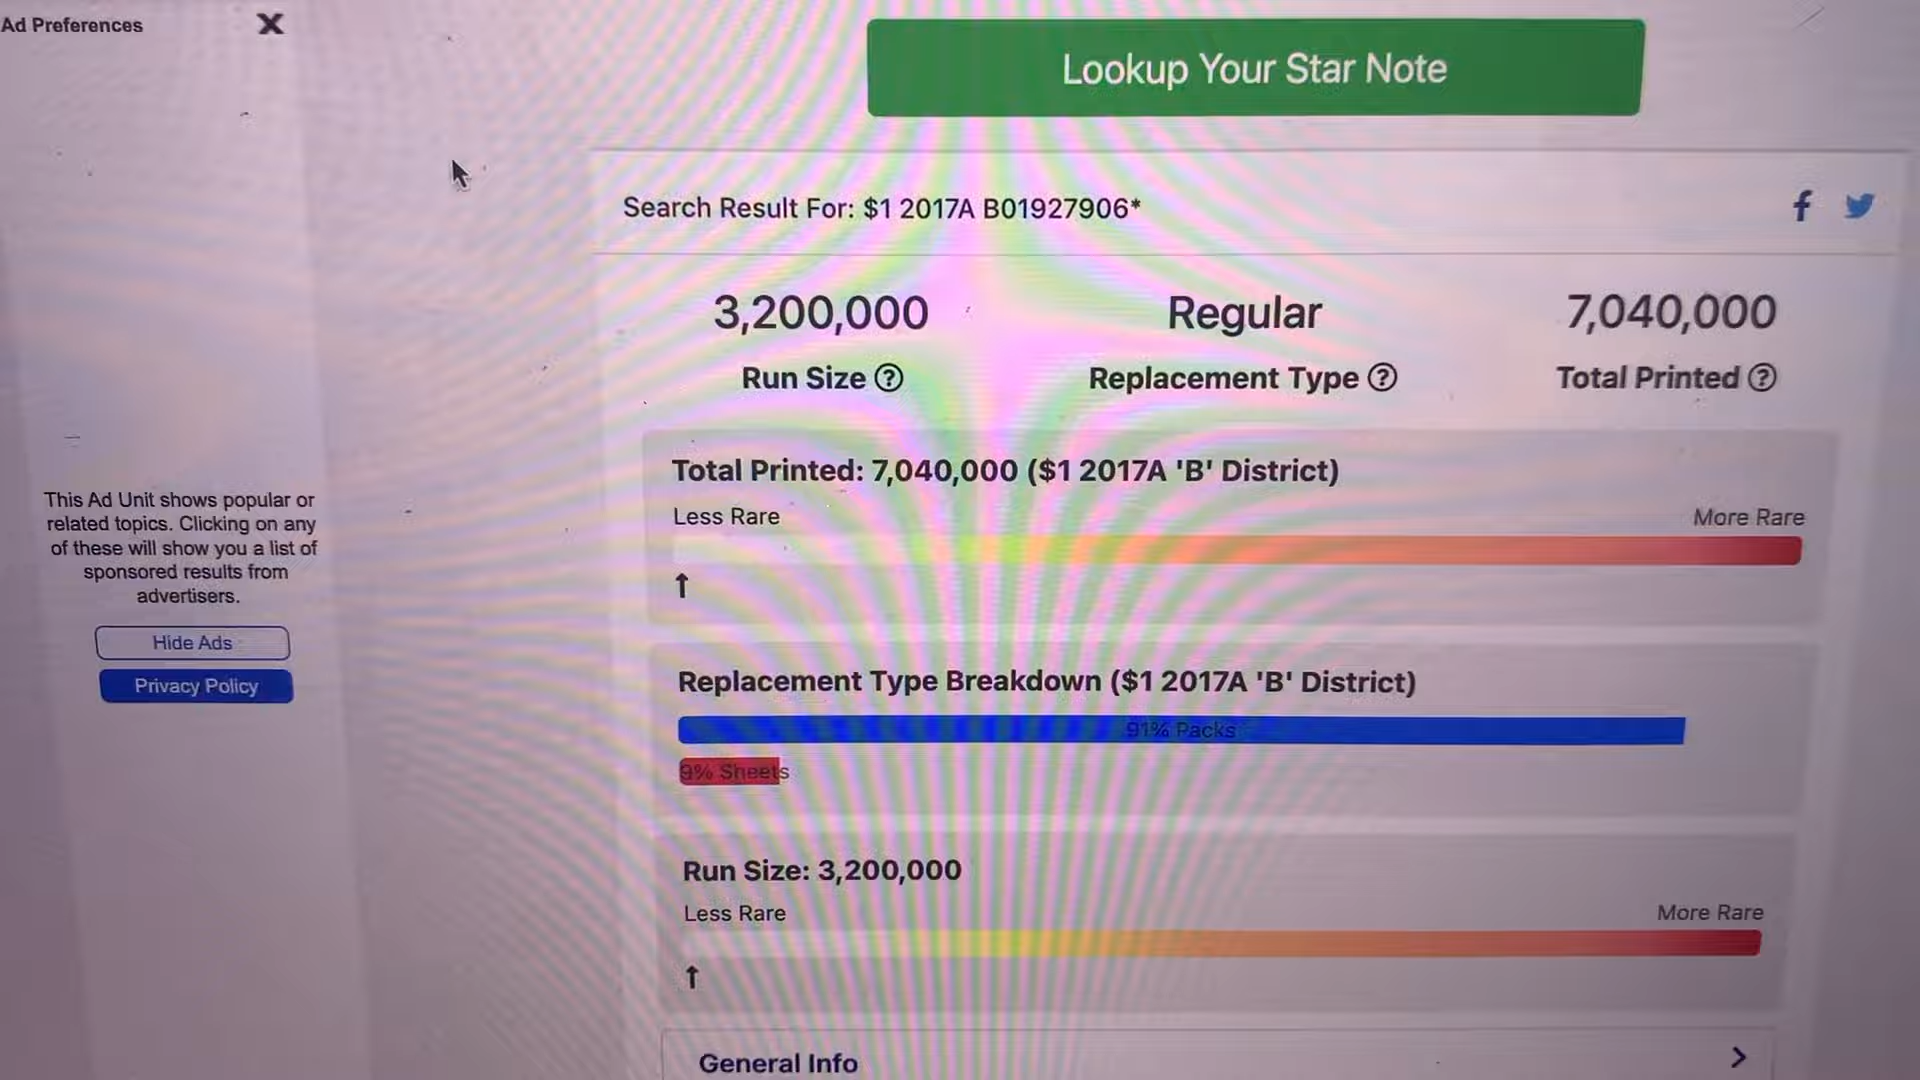 Ad Preferences X
Lookup Your Star Note
Search Result For: $1 2017A B01927906*
3,200,000 Regular 7,040,000
Run Size ? Replacement Type ? Total Printed ?
Total Printed: 7,040,000 ($1 2017A 'B' District)
Less Rare More Rare
This Ad Unit shows popular or
related topics. Clicking on any
of these will show you a list of
sponsored results from
advertisers.
Hide Ads
Privacy Policy
Replacement Type Breakdown ($1 2017A 'B' District)
91% Packs
9% Sheets
Run Size: 3,200,000
Less Rare More Rare
General Info